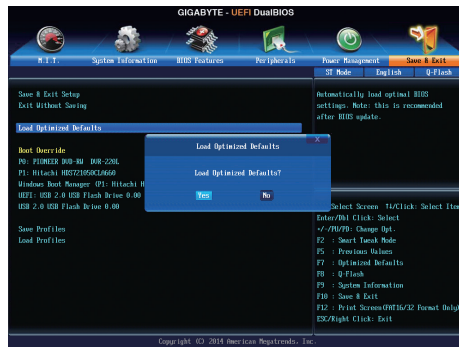 GIGABYTE - UEFI DualBIOS
M.I.T. System Information BIOS Features Peripherals Power Management Save & Exit
ST Mode English Q-Flash
Save & Exit Setup
Exit Without Saving
Load Optimized Defaults
Boot Override
P0: PIONEER DVD-RW DVR-220L
P1: Hitachi HDS721050CLA660
Windows Boot Manager (P1: Hitachi H
UEFI: USB 2.0 USB Flash Drive 0.00
USB 2.0 USB Flash Drive 0.00
Save Profiles
Load Profiles
Load Optimized Defaults
X
Load Optimized Defaults?
Yes No
Automatically load optimal BIOS
settings. Note: this is recommended
after BIOS update.
Select Screen ↑↓/Click: Select Item
Enter/Dbl Click: Select
+/-/PU/PD: Change Opt.
F2 : Smart Tweak Mode
F5 : Previous Values
F7 : Optimized Defaults
F8 : Q-Flash
F9 : System Information
F10 : Save & Exit
F12 : Print Screen(FAT16/32 Format Only)
ESC/Right Click: Exit
Copyright (C) 2014 American Megatrends, Inc.